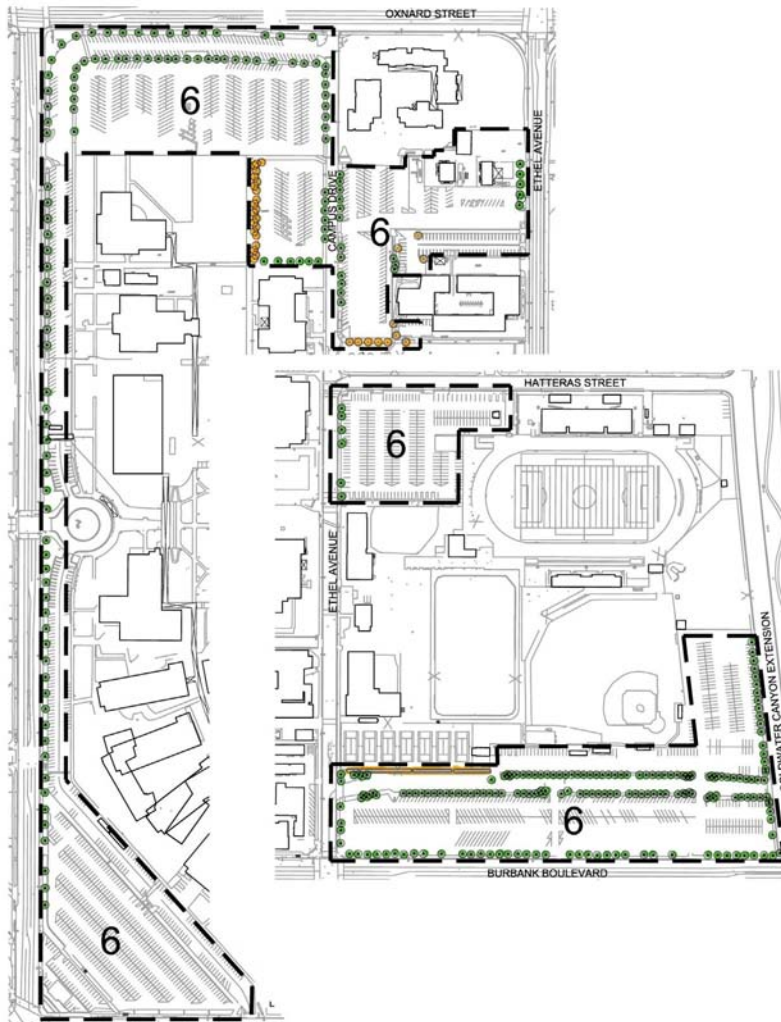 OXNARD STREET
6
CAMPUS DRIVE
ETHEL AVENUE
6
HATTERAS STREET
6
ETHEL AVENUE
CANYON EXTENSION
6
BURBANK BOULEVARD
6